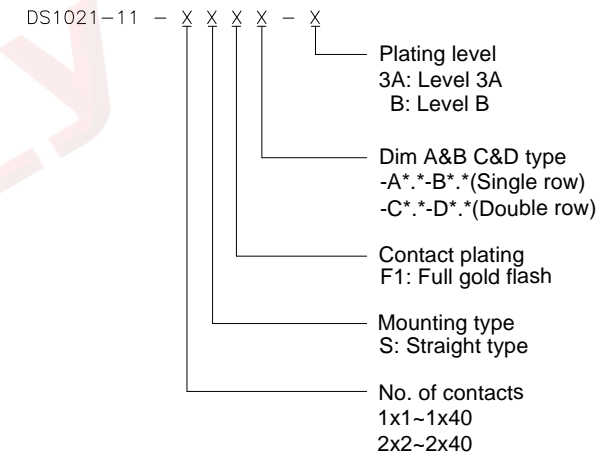 DS1021-11 - X X X X - X
Plating level
3A: Level 3A
B: Level B
Dim A&B C&D type
-A*.*-B*.*(Single row)
-C*.*-D*.*(Double row)
Contact plating
F1: Full gold flash
Mounting type
S: Straight type
No. of contacts
1x1~1x40
2x2~2x40